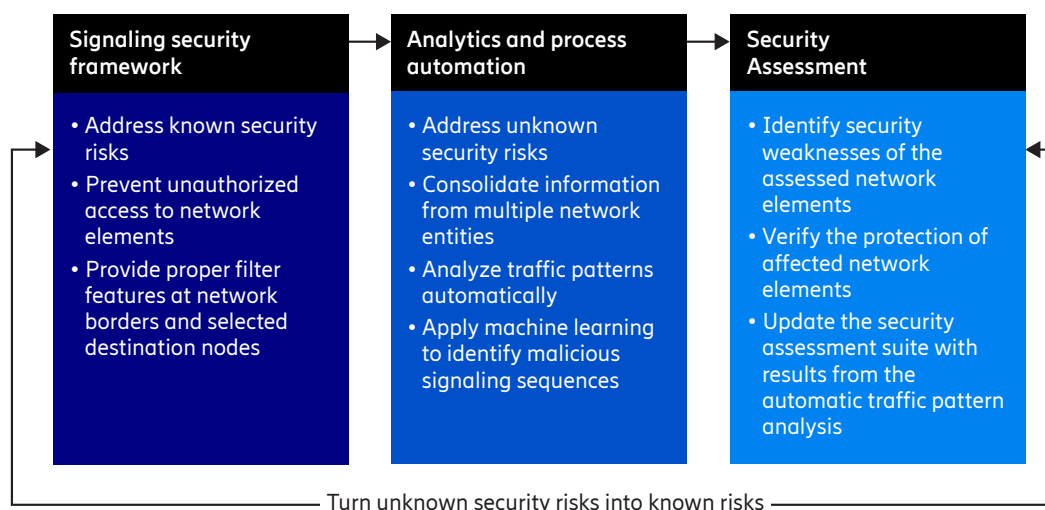 Signaling security
framework
• Address known security
risks
• Prevent unauthorized
access to network
elements
• Provide proper filter
features at network
borders and selected
destination nodes
Analytics and process
automation
• Address unknown
security risks
• Consolidate information
from multiple network
entities
• Analyze traffic patterns
automatically
• Apply machine learning
to identify malicious
signaling sequences
Security
Assessment
• Identify security
weaknesses of the
assessed network
elements
• Verify the protection of
affected network
elements
• Update the security
assessment suite with
results from the
automatic traffic pattern
analysis
Turn unknown security risks into known risks